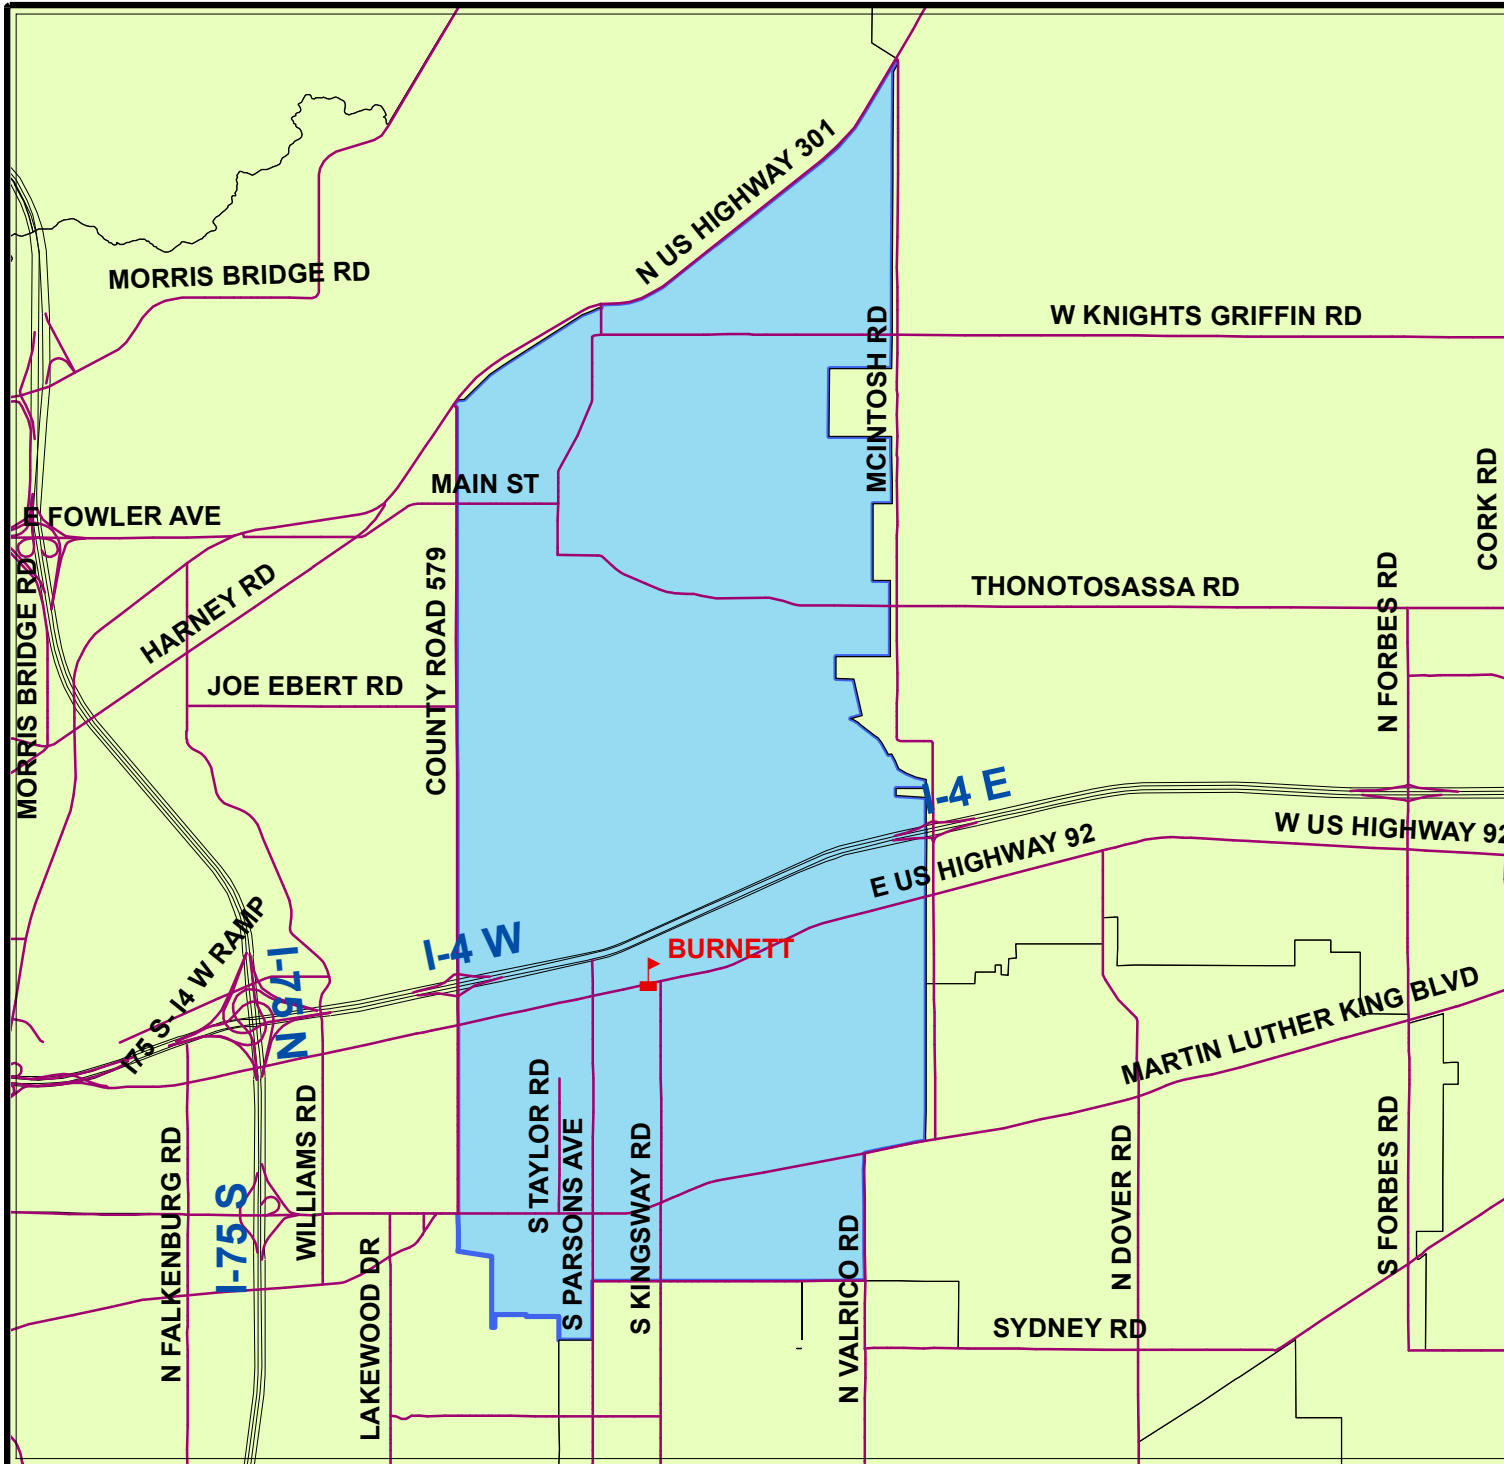 N US HIGHWAY 301
MORRIS BRIDGE RD
W KNIGHTS GRIFFIN RD
MCINTOSH RD
MAIN ST
E FOWLER AVE
CORK RD
COUNTY ROAD 579
THONOTOSASSA RD
N FORBES RD
HARNEY RD
MORRIS BRIDGE RD
JOE EBERT RD
I-4 E
W US HIGHWAY 92
E US HIGHWAY 92
I-4 W
BURNETT
I75 S- I4 W RAMP
I-75 N
MARTIN LUTHER KING BLVD
S TAYLOR RD
S PARSONS AVE
S KINGSWAY RD
WILLIAMS RD
N FALKENBURG RD
I-75 S
LAKEWOOD DR
N VALRICO RD
N DOVER RD
S FORBES RD
SYDNEY RD